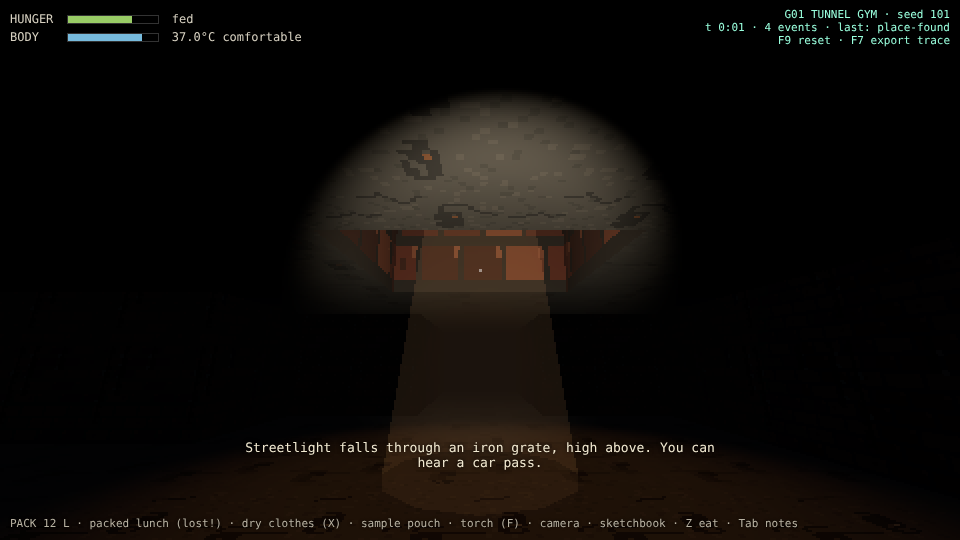 HUNGER fed
BODY 37.0°C comfortable
G01 TUNNEL GYM · seed 101
t 0:01 · 4 events · last: place-found
F9 reset · F7 export trace
Streetlight falls through an iron grate, high above. You can
hear a car pass.
PACK 12 L · packed lunch (lost!) · dry clothes (X) · sample pouch · torch (F) · camera · sketchbook · Z eat · Tab notes